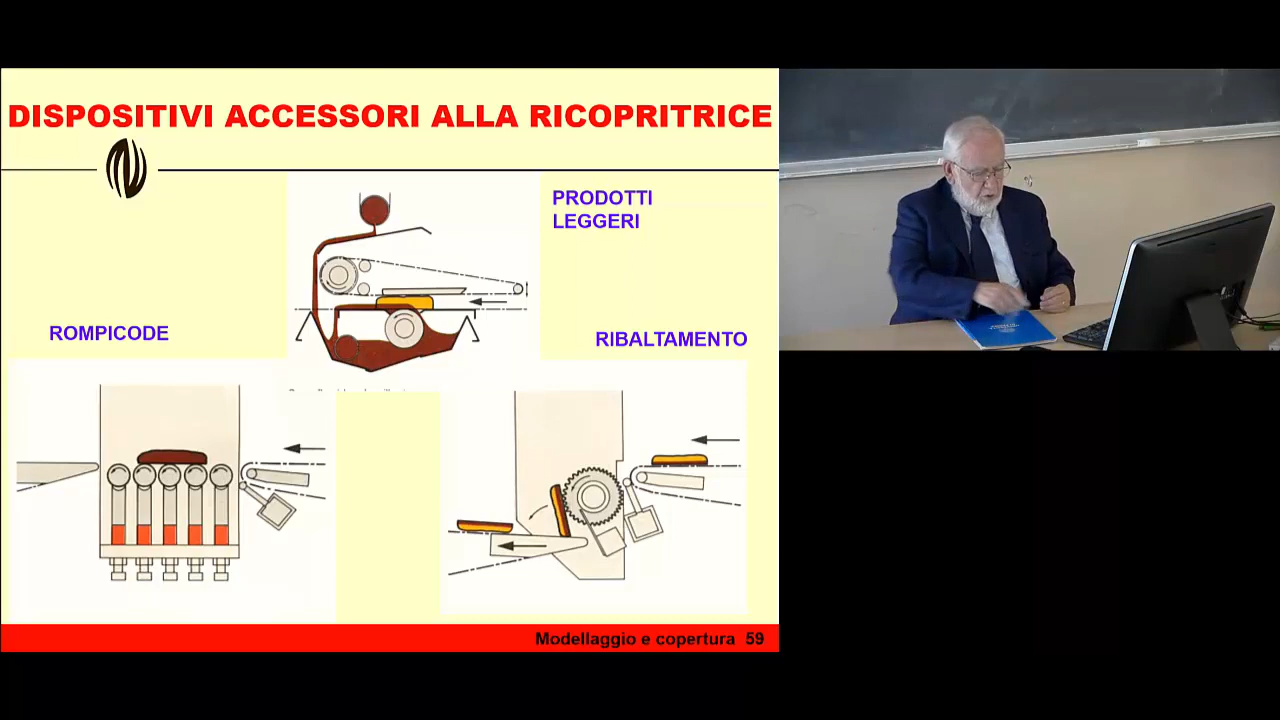 DISPOSITIVI ACCESSORI ALLA RICOPRITRICE
PRODOTTI
LEGGERI
ROMPICODE
RIBALTAMENTO
Modellaggio e copertura 59